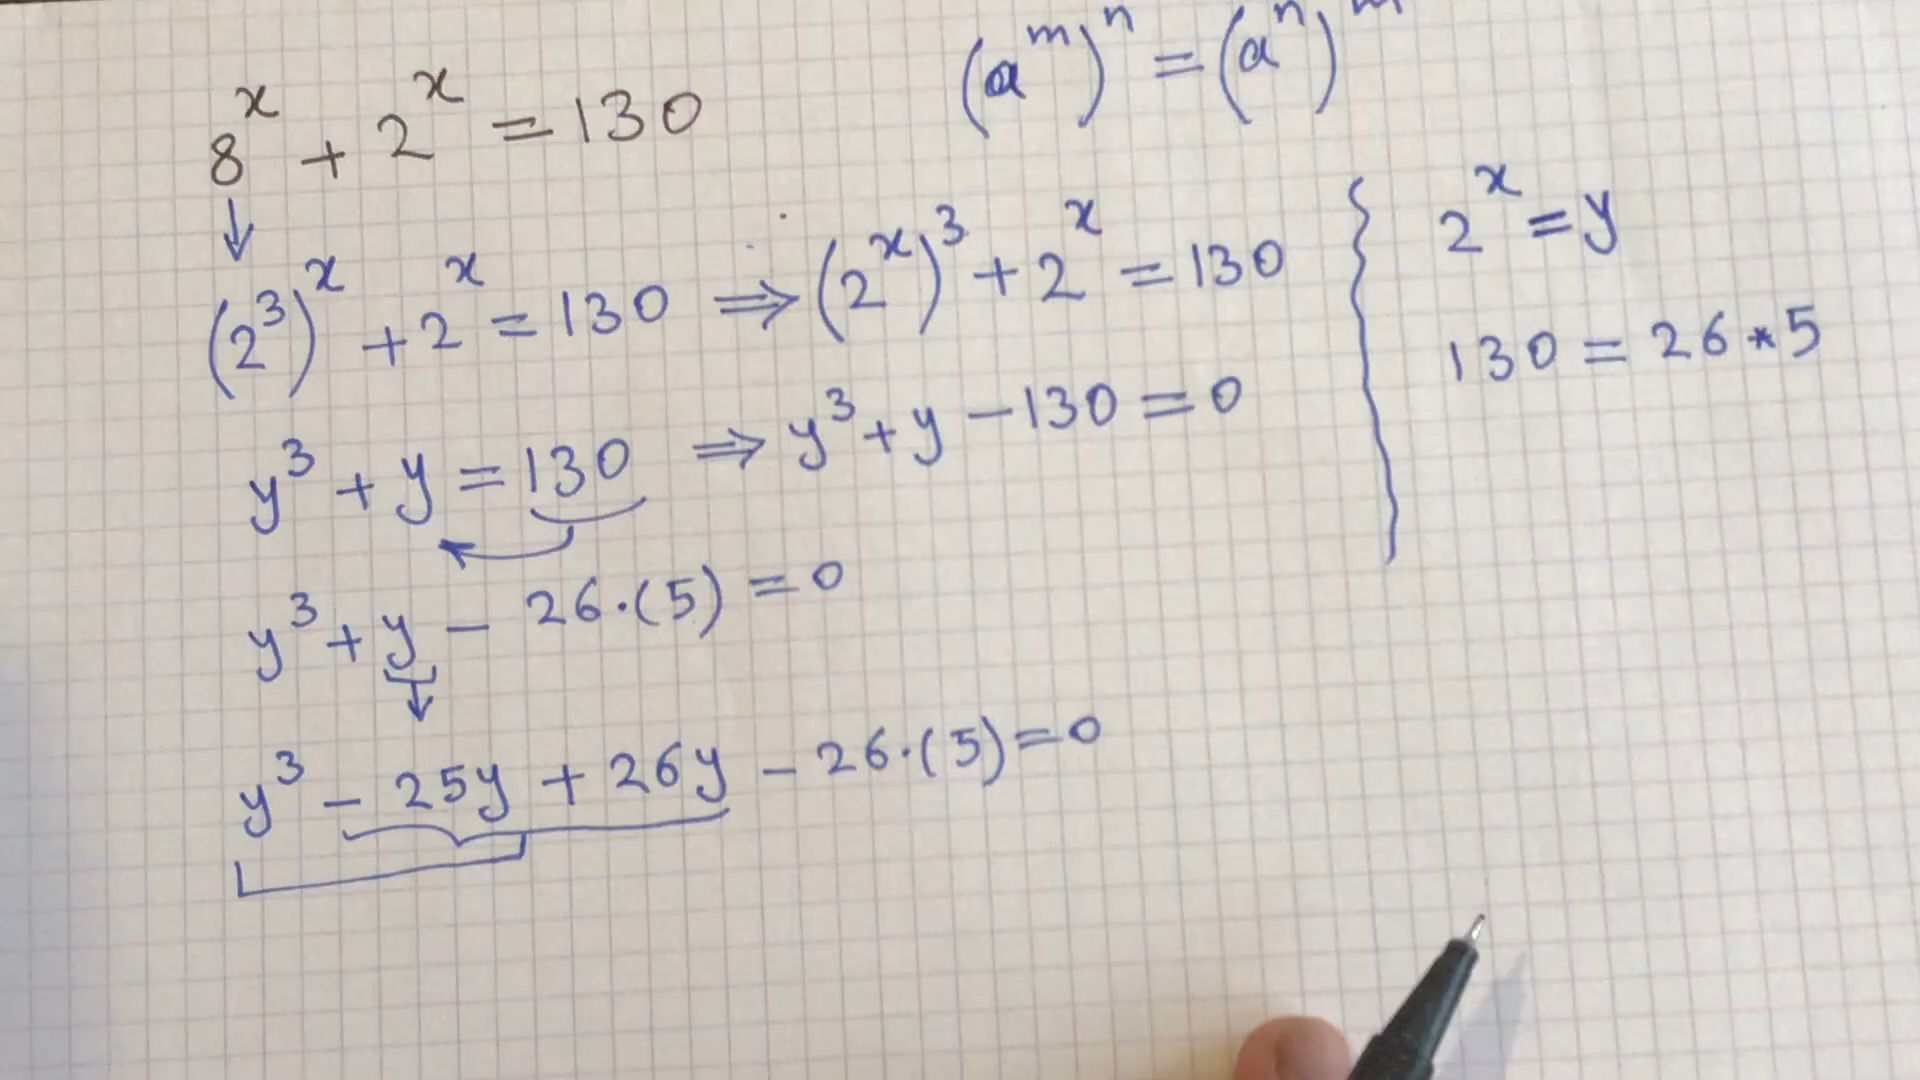 8^x + 2^x = 130
(a^m)^n = (a^n)^m
(2^3)^x + 2^x = 130 ⇒ (2^x)^3 + 2^x = 130
2^x = y
130 = 26*5
y^3 + y = 130 ⇒ y^3 + y - 130 = 0
y^3 + y - 26·(5) = 0
y^3 - 25y + 26y - 26·(5) = 0